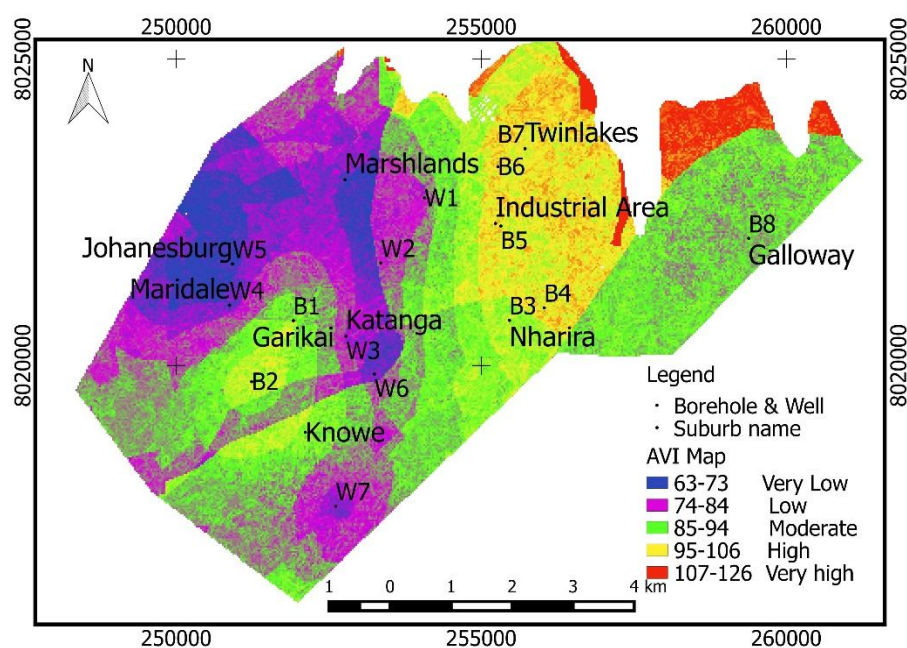 250000 255000 260000
8025000
8025000
N
B7 Twinlakes
Marshlands
B6
W1
Industrial Area
B5
B8
Galloway
W2
Johanesburg W5
Maridale W4
B1
Garikai
Katanga
W3
B3
B4
Nharira
8020000
8020000
B2
W6
Knowe
W7
Legend
Borehole & Well
Suburb name
AVI Map
63-73 Very Low
74-84 Low
85-94 Moderate
95-106 High
107-126 Very high
1 0 1 2 3 4 km
250000 255000 260000